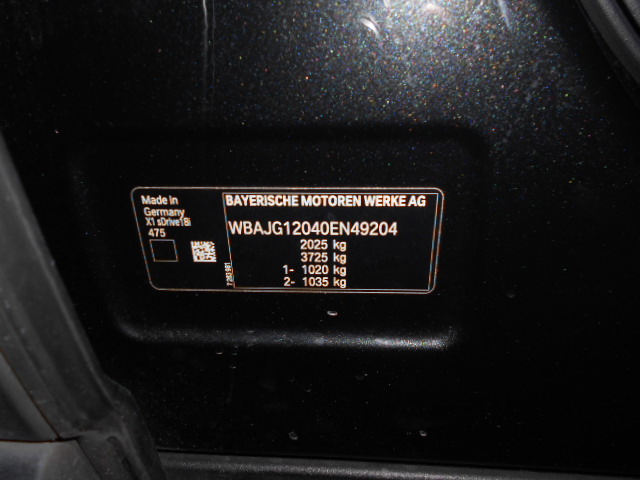 Made in
Germany
X1 sDrive18i
475
BAYERISCHE MOTOREN WERKE AG
WBAJG12040EN49204
2025 kg
3725 kg
1- 1020 kg
2- 1035 kg